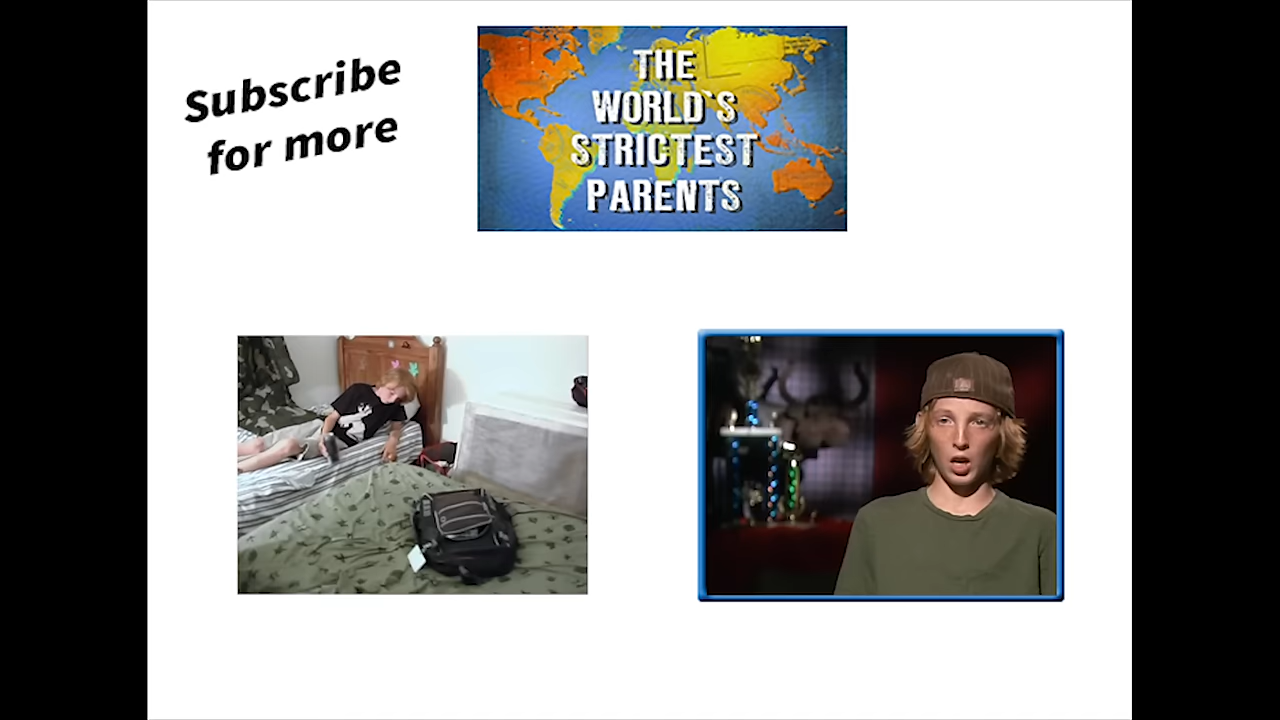 Subscribe
for more
THE
WORLD`S
STRICTEST
PARENTS